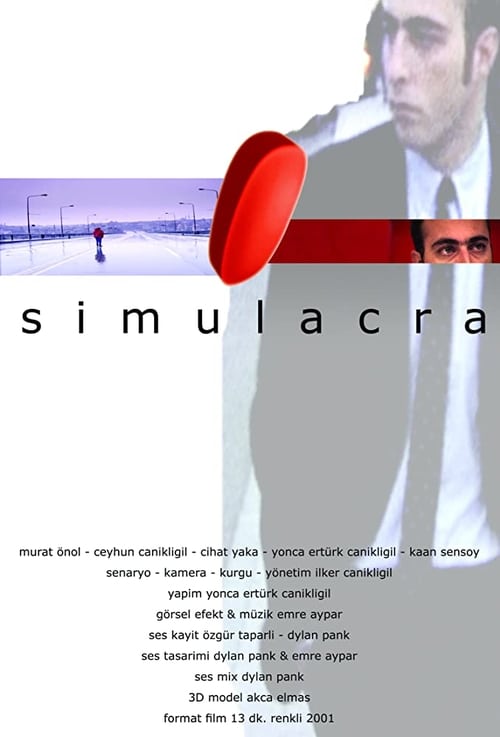 simulacra
murat önol - ceyhun canikligil - cihat yaka - yonca ertürk canikligil - kaan sensoy
senaryo - kamera - kurgu - yönetim ilker canikligil
yapim yonca ertürk canikligil
görsel efekt & müzik emre aypar
ses kayit özgür taparli - dylan pank
ses tasarimi dylan pank & emre aypar
ses mix dylan pank
3D model akca elmas
format film 13 dk. renkli 2001